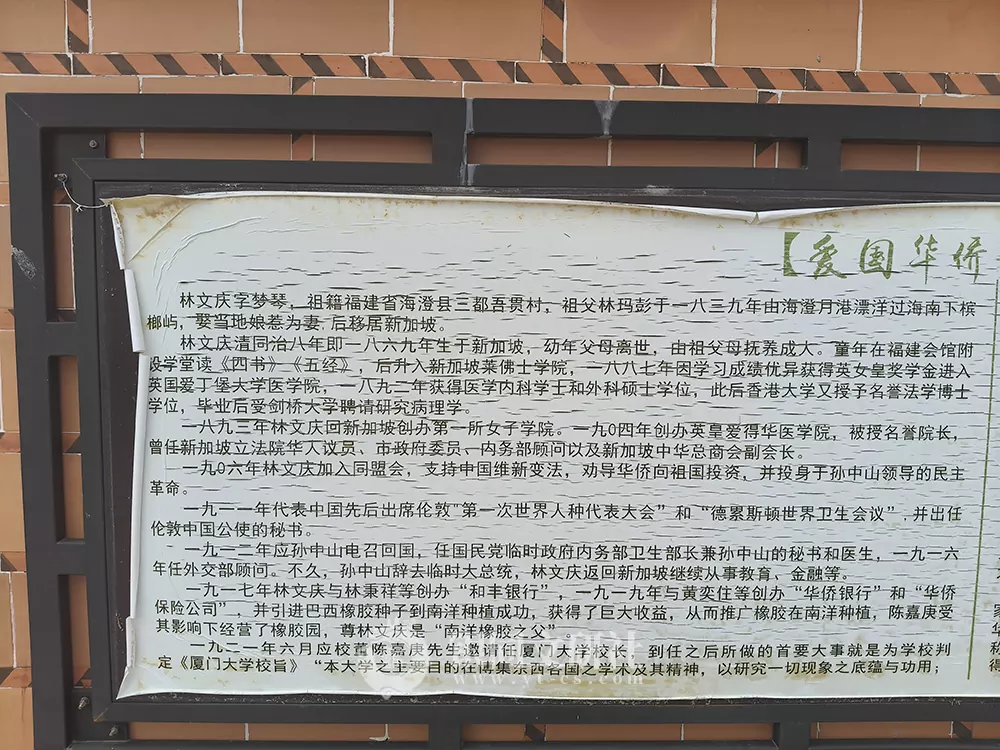 【爱国华侨
林文庆字梦琴，祖籍福建省海澄县三都吾贯村，祖父林玛彭于一八三九年由海澄月港漂洋过海南下槟
榔屿，娶当地娘惹为妻.后移居新加坡。
林文庆清同治八年即一八六九年生于新加坡，幼年父母离世，由祖父母抚养成大。童年在福建会馆附
设学堂读《四书》《五经》，后升入新加坡莱佛士学院，一八八七年因学习成绩优异获得英女皇奖学金进入
英国爱丁堡大学医学院，一八九二年获得医学内科学士和外科硕士学位，此后香港大学又授予名誉法学博士
学位，毕业后受剑桥大学聘请研究病理学。
一八九三年林文庆回新加坡创办第一所女子学院。一九0四年创办英皇爱得华医学院，被授名誉院长，
曾任新加坡立法院华人议员、市政府委员、内务部顾问以及新加坡中华总商会副会长。
一九0六年林文庆加入同盟会，支持中国维新变法，劝导华侨向祖国投资，并投身于孙中山领导的民主
革命。
一九一一年代表中国先后出席伦敦"第一次世界人种代表大会”和“德累斯顿世界卫生会议”，并出任
伦敦中国公使的秘书。
一九一二年应孙中山电召回国，任国民党临时政府内务部卫生部长兼孙中山的秘书和医生，一九一六
年任外交部顾问。不久，孙中山辞去临时大总统，林文庆返回新加坡继续从事教育、金融等。
一九一七年林文庆与林秉祥等创办“和丰银行”，一九一九年与黄奕住等创办“华侨银行”和“华侨
保险公司”，并引进巴西橡胶种子到南洋种植成功，获得了巨大收益，从而推广橡胶在南洋种植，陈嘉庚受
其影响下经营了橡胶园，尊林文庆是“南洋橡胶之父”
一九二一年六月应校董陈嘉庚先生邀请任厦门大学校长，到任之后所做的首要大事就是为学校判
定《厦门大学校旨》“本大学之主要目的在博集东西各国之学术及其精神，以研究一切现象之底蕴与功用；